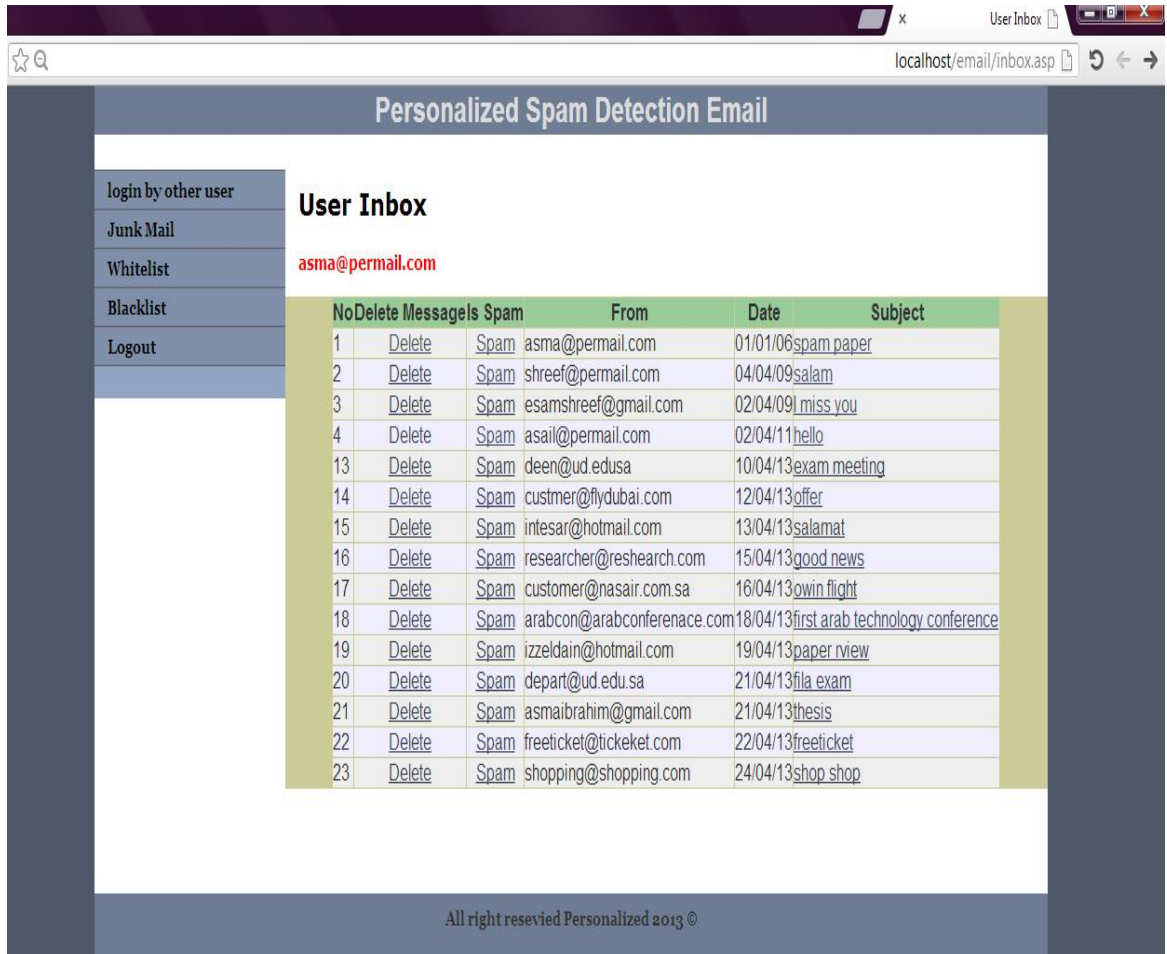 User Inbox
localhost/email/inbox.asp
Personalized Spam Detection Email
login by other user
Junk Mail
Whitelist
Blacklist
Logout
User Inbox
asma@permail.com
No Delete Message Is Spam From Date Subject
1 Delete Spam asma@permail.com 01/01/06 spam paper
2 Delete Spam shreef@permail.com 04/04/09 salam
3 Delete Spam esamshreef@gmail.com 02/04/09 I miss you
4 Delete Spam asail@permail.com 02/04/11 hello
13 Delete Spam deen@ud.edusa 10/04/13 exam meeting
14 Delete Spam custmer@flydubai.com 12/04/13 offer
15 Delete Spam intesar@hotmail.com 13/04/13 salamat
16 Delete Spam researcher@reshearch.com 15/04/13 good news
17 Delete Spam customer@nasair.com.sa 16/04/13 owin flight
18 Delete Spam arabcon@arabconferenace.com 18/04/13 first arab technology conference
19 Delete Spam izzeldain@hotmail.com 19/04/13 paper rview
20 Delete Spam depart@ud.edu.sa 21/04/13 fila exam
21 Delete Spam asmaibrahim@gmail.com 21/04/13 thesis
22 Delete Spam freeticket@tickeket.com 22/04/13 freeticket
23 Delete Spam shopping@shopping.com 24/04/13 shop shop
All right resevied Personalized 2013 ©